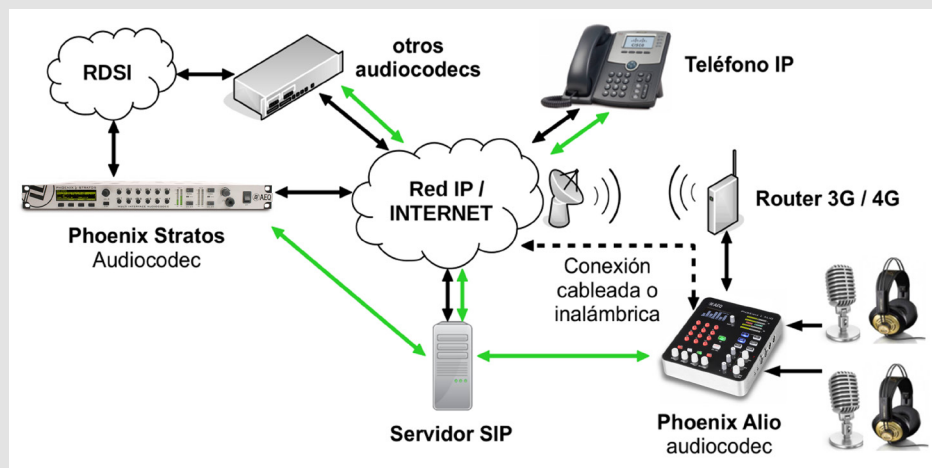 RDSI
otros
audiocodecs
Teléfono IP
Red IP /
INTERNET
Router 3G / 4G
AEQ
Phoenix Stratos
Audiocodec
Conexión
cableada o
inalámbrica
Servidor SIP
Phoenix Alio
audiocodec